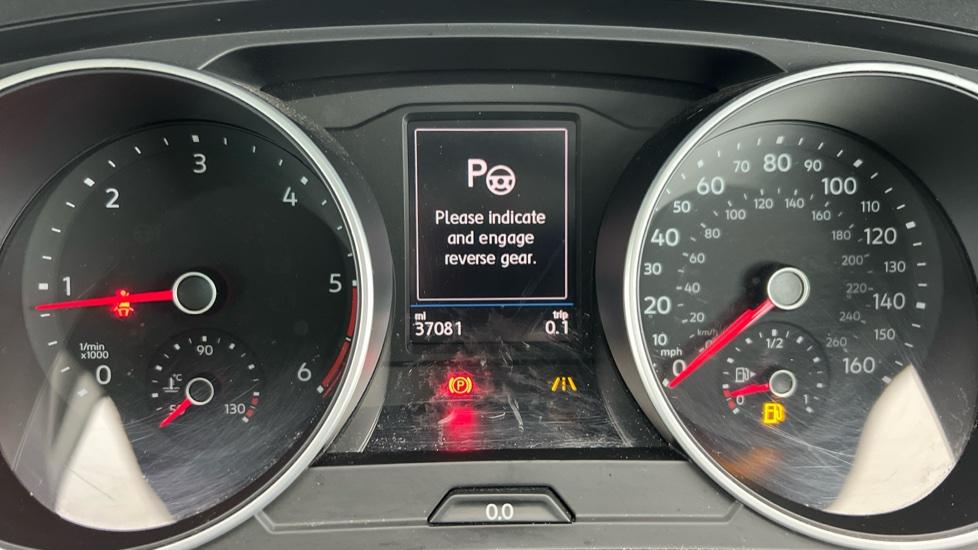 1 2 3 4 5 6 0
1/min
x1000
90
°C
130
P
Please indicate
and engage
reverse gear.
mi
37081
trip
0.1
P
0.0
0 10 20 30 40 50 60 70 80 90 100 110 120 130 140 150 160
mph
20 40 60 80 100 120 140 160 180 200 220 240 260
km/h
0 1/2 1